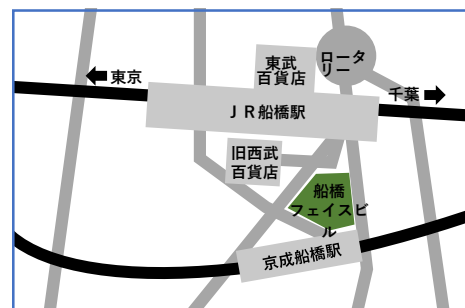 ロータ
リー
東武
百貨店
東京
千葉
ＪＲ船橋駅
旧西武
百貨店
船橋
フェイスビ
ル
京成船橋駅